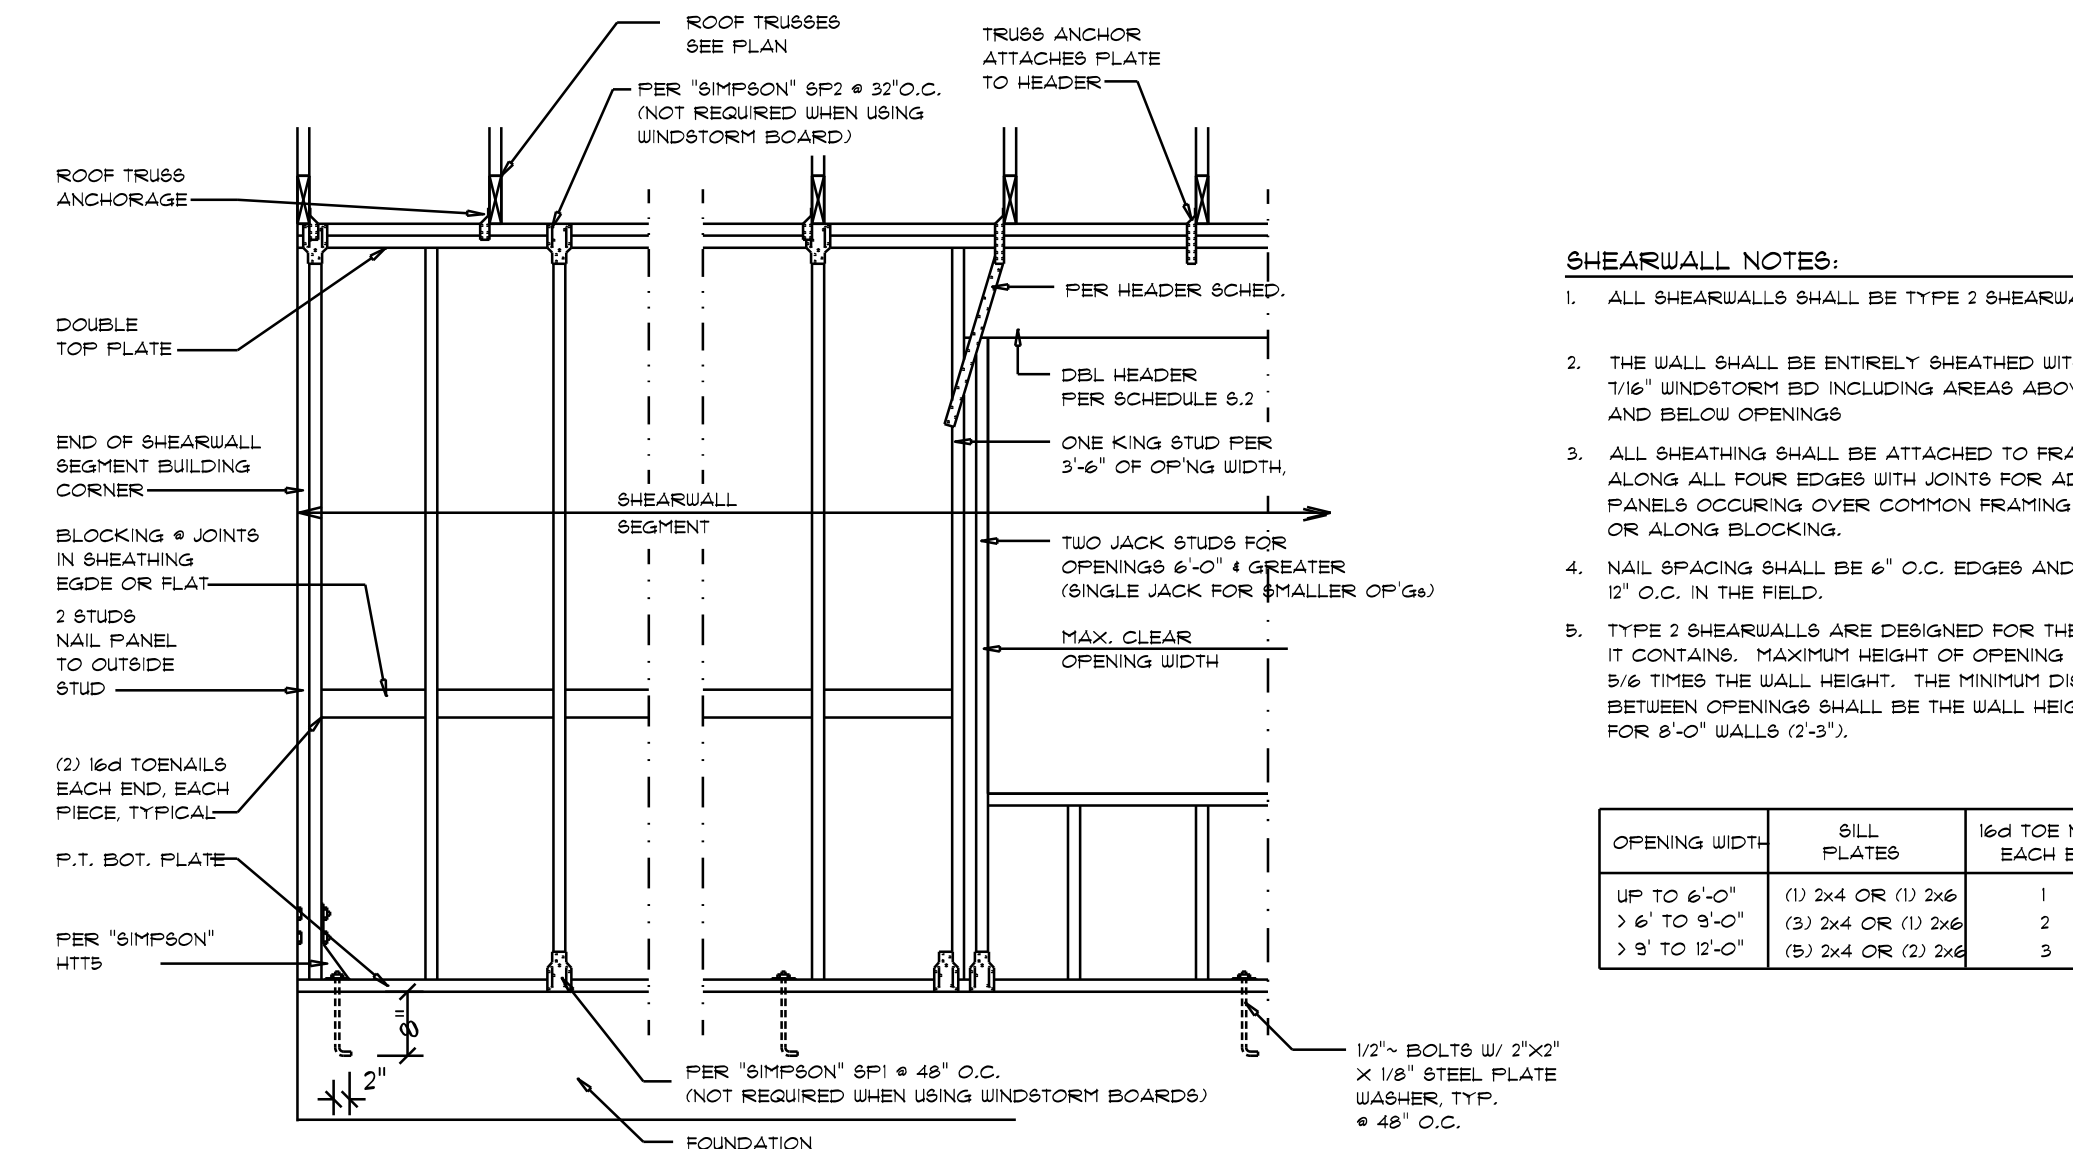 ROOF TRUSSES
SEE PLAN
TRUSS ANCHOR
ATTACHES PLATE
TO HEADER
PER "SIMPSON" SP2 @ 32"O.C.
(NOT REQUIRED WHEN USING
WINDSTORM BOARD)
ROOF TRUSS
ANCHORAGE
DOUBLE
TOP PLATE
END OF SHEARWALL
SEGMENT BUILDING
CORNER
BLOCKING @ JOINTS
IN SHEATHING
EGDE OR FLAT
2 STUDS
NAIL PANEL
TO OUTSIDE
STUD
(2) 16d TOENAILS
EACH END, EACH
PIECE, TYPICAL
P.T. BOT. PLATE
PER "SIMPSON"
HTT5
SHEARWALL
SEGMENT
PER HEADER SCHED.
DBL HEADER
PER SCHEDULE S.2
ONE KING STUD PER
3'-6" OF OP'NG WIDTH,
TWO JACK STUDS FOR
OPENINGS 6'-0" & GREATER
(SINGLE JACK FOR SMALLER OP'Gs)
MAX. CLEAR
OPENING WIDTH
8"
2"
PER "SIMPSON" SP1 @ 48" O.C.
(NOT REQUIRED WHEN USING WINDSTORM BOARDS)
FOUNDATION
1/2"~ BOLTS W/ 2"X2"
X 1/8" STEEL PLATE
WASHER, TYP.
@ 48" O.C.
SHEARWALL NOTES:
1. ALL SHEARWALLS SHALL BE TYPE 2 SHEARWA
2. THE WALL SHALL BE ENTIRELY SHEATHED WIT
7/16" WINDSTORM BD INCLUDING AREAS ABOV
AND BELOW OPENINGS
3. ALL SHEATHING SHALL BE ATTACHED TO FRA
ALONG ALL FOUR EDGES WITH JOINTS FOR AD
PANELS OCCURING OVER COMMON FRAMING
OR ALONG BLOCKING.
4. NAIL SPACING SHALL BE 6" O.C. EDGES AND
12" O.C. IN THE FIELD.
5. TYPE 2 SHEARWALLS ARE DESIGNED FOR THE
IT CONTAINS. MAXIMUM HEIGHT OF OPENING
5/6 TIMES THE WALL HEIGHT. THE MINIMUM DIS
BETWEEN OPENINGS SHALL BE THE WALL HEIG
FOR 8'-0" WALLS (2'-3").
OPENING WIDTH
SILL
PLATES
16d TOE N
EACH E
UP TO 6'-0" (1) 2x4 OR (1) 2x6 1
> 6' TO 9'-0" (3) 2x4 OR (1) 2x6 2
> 9' TO 12'-0" (5) 2x4 OR (2) 2x6 3